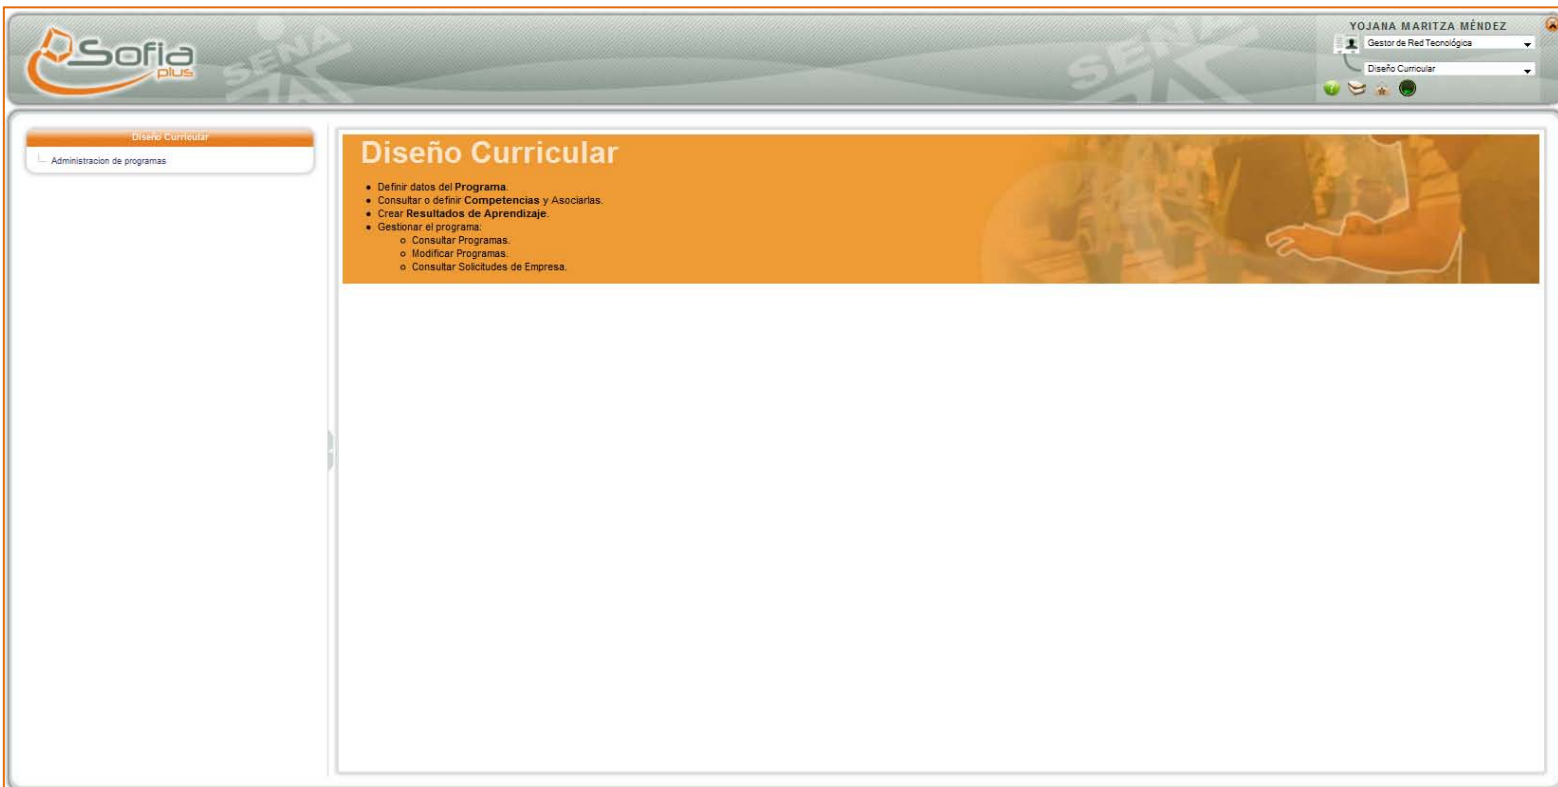 Sofia
plus
SENA
SENA
YOJANA MARITZA MÉNDEZ
Gestor de Red Tecnológica
Diseño Curricular
Diseño Curricular
Administracion de programas
Diseño Curricular
Definir datos del Programa.
Consultar o definir Competencias y Asociarlas.
Crear Resultados de Aprendizaje.
Gestionar el programa:
Consultar Programas.
Modificar Programas.
Consultar Solicitudes de Empresa.